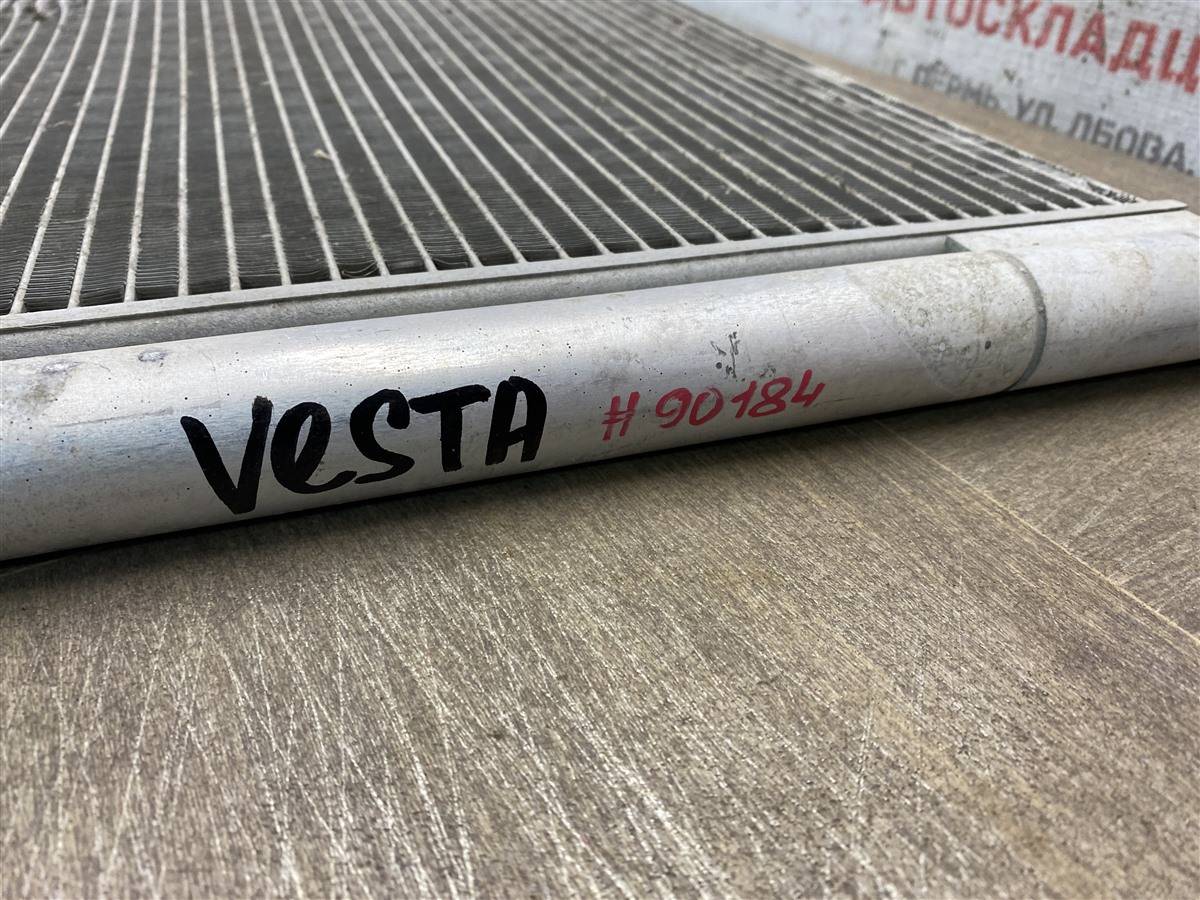 АВТОСКЛАД
г. ПЕРМЬ, УЛ. ЛБОВА,
VeSTA # 90184